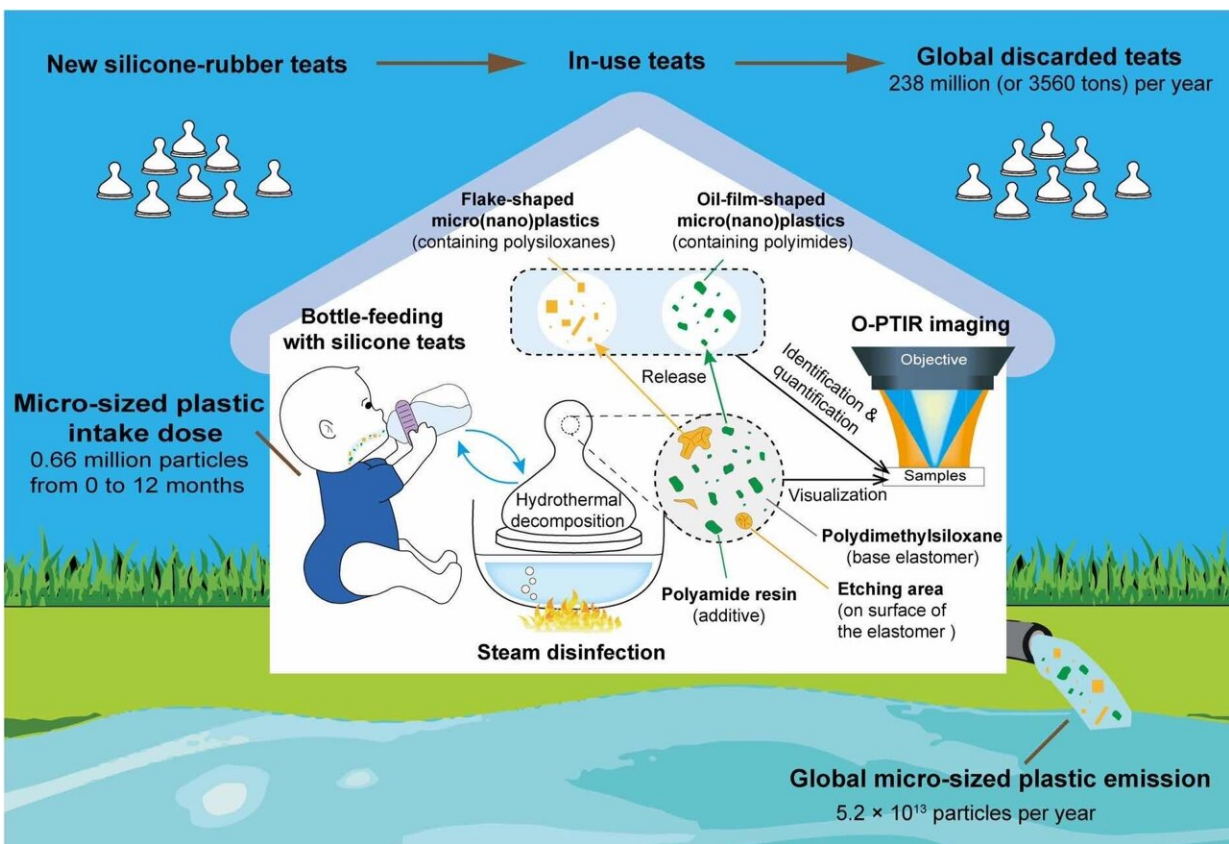 New silicone-rubber teats
In-use teats
Global discarded teats
238 million (or 3560 tons) per year
Flake-shaped
micro(nano)plastics
(containing polysiloxanes)
Oil-film-shaped
micro(nano)plastics
(containing polyimides)
Bottle-feeding
with silicone teats
O-PTIR imaging
Objective
Samples
Identification &
quantification
Release
Visualization
Micro-sized plastic
intake dose
0.66 million particles
from 0 to 12 months
Hydrothermal
decomposition
Polydimethylsiloxane
(base elastomer)
Polyamide resin
(additive)
Etching area
(on surface of
the elastomer )
Steam disinfection
Global micro-sized plastic emission
5.2 × 10¹³ particles per year